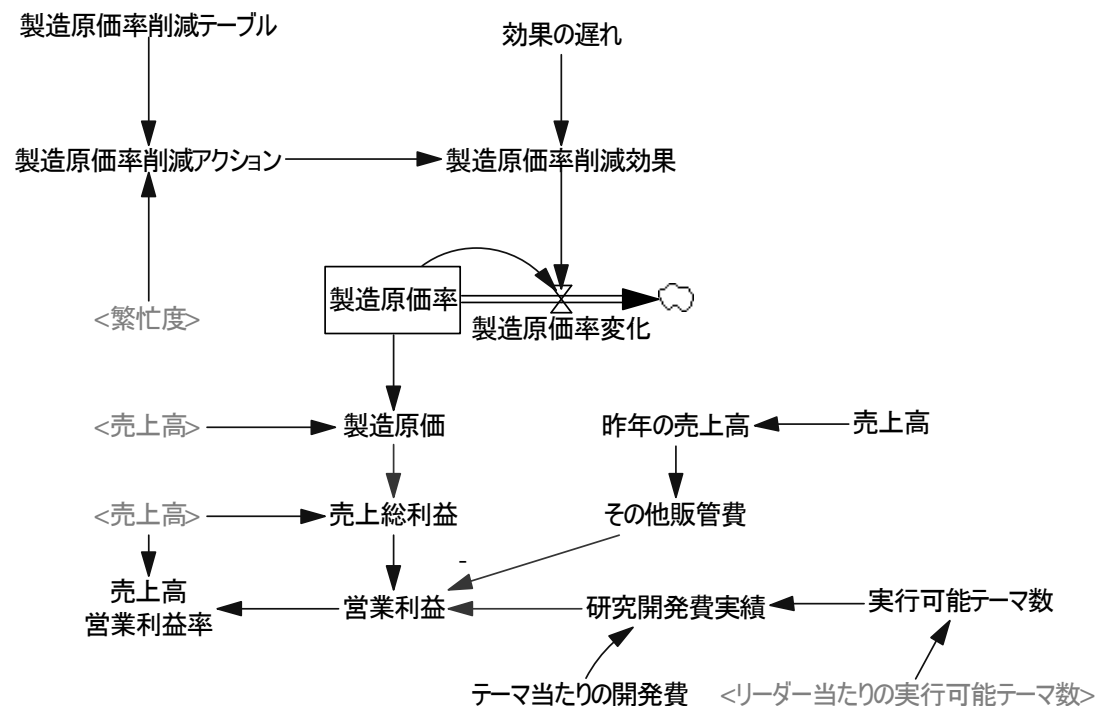 製造原価率削減テーブル
効果の遅れ
製造原価率削減アクション
製造原価率削減効果
<繁忙度>
製造原価率
製造原価率変化
<売上高>
製造原価
昨年の売上高
売上高
<売上高>
売上総利益
その他販管費
-
売上高
営業利益率
営業利益
研究開発費実績
実行可能テーマ数
テーマ当たりの開発費
<リーダー当たりの実行可能テーマ数>